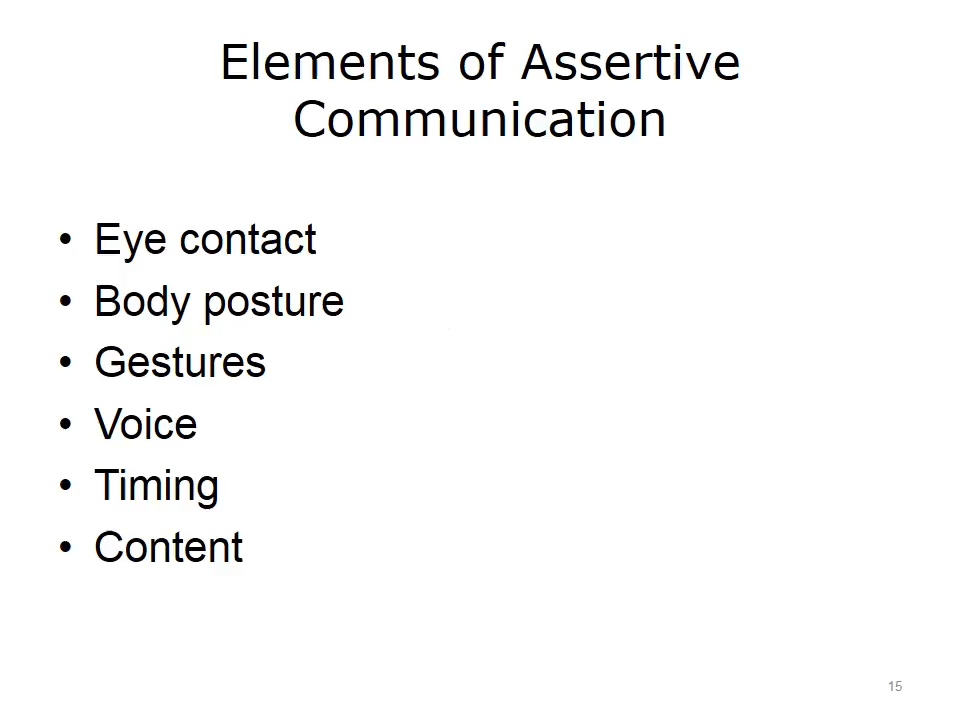 Elements of Assertive
Communication
• Eye contact
• Body posture
• Gestures
• Voice
• Timing
• Content
15